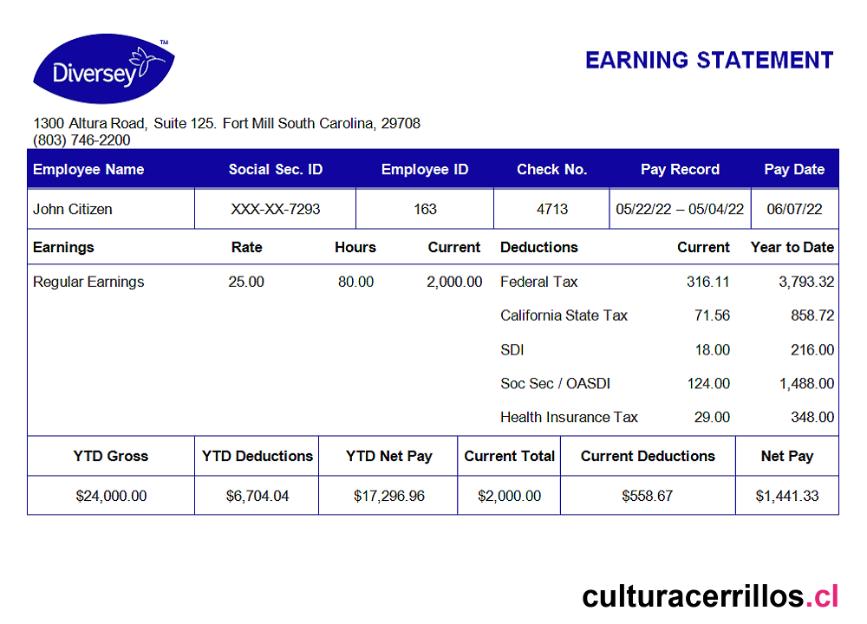 Diversey™
EARNING STATEMENT
1300 Altura Road, Suite 125. Fort Mill South Carolina, 29708
(803) 746-2200
Employee Name Social Sec. ID Employee ID Check No. Pay Record Pay Date
John Citizen XXX-XX-7293 163 4713 05/22/22 – 05/04/22 06/07/22
Earnings Rate Hours Current Deductions Current Year to Date
Regular Earnings 25.00 80.00 2,000.00 Federal Tax 316.11 3,793.32
California State Tax 71.56 858.72
SDI 18.00 216.00
Soc Sec / OASDI 124.00 1,488.00
Health Insurance Tax 29.00 348.00
YTD Gross YTD Deductions YTD Net Pay Current Total Current Deductions Net Pay
$24,000.00 $6,704.04 $17,296.96 $2,000.00 $558.67 $1,441.33
culturacerrillos.cl